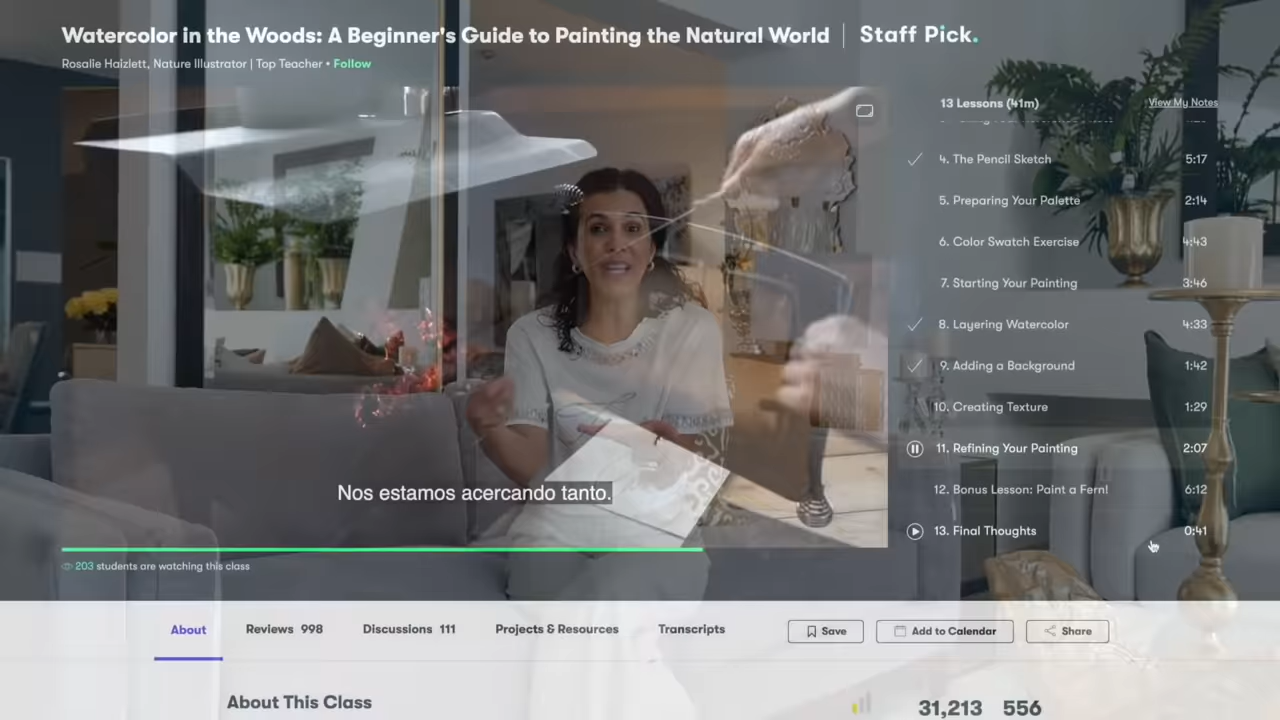 Watercolor in the Woods: A Beginner's Guide to Painting the Natural World | Staff Pick.
Rosalie Haizlett, Nature Illustrator | Top Teacher • Follow
13 Lessons (41m)
View My Notes
4. The Pencil Sketch 5:17
5. Preparing Your Palette 2:14
6. Color Swatch Exercise 4:43
7. Starting Your Painting 3:46
8. Layering Watercolor 4:33
9. Adding a Background 1:42
10. Creating Texture 1:29
11. Refining Your Painting 2:07
12. Bonus Lesson: Paint a Fern! 6:12
13. Final Thoughts 0:41
Nos estamos acercando tanto.
203 students are watching this class
About Reviews 998 Discussions 111 Projects & Resources Transcripts Save Add to Calendar Share
About This Class
31,213 556